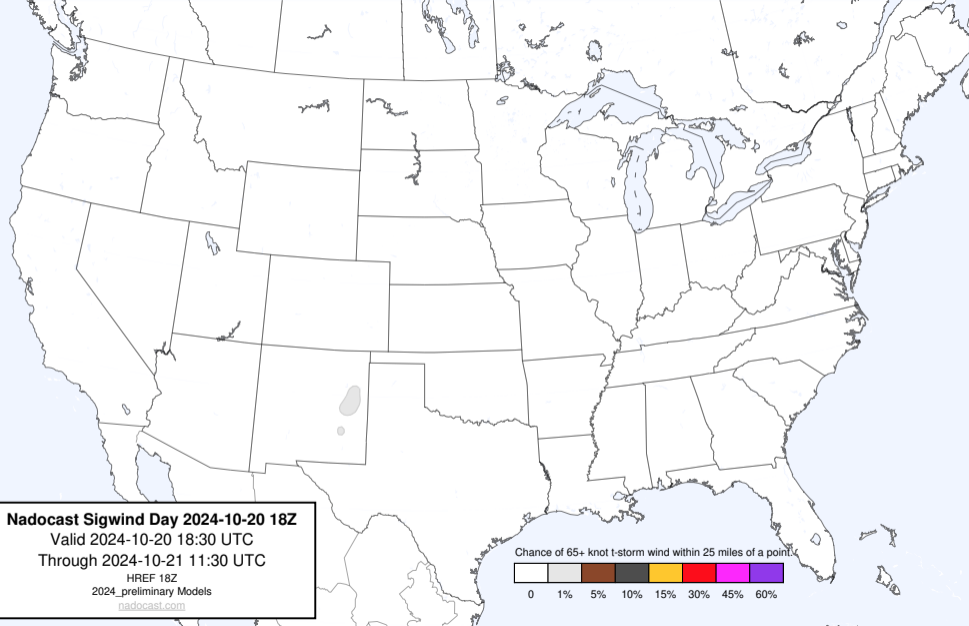 Nadocast Sigwind Day 2024-10-20 18Z
Valid 2024-10-20 18:30 UTC
Through 2024-10-21 11:30 UTC
HREF 18Z
2024_preliminary Models
nadocast.com
Chance of 65+ knot t-storm wind within 25 miles of a point.
0 1% 5% 10% 15% 30% 45% 60%